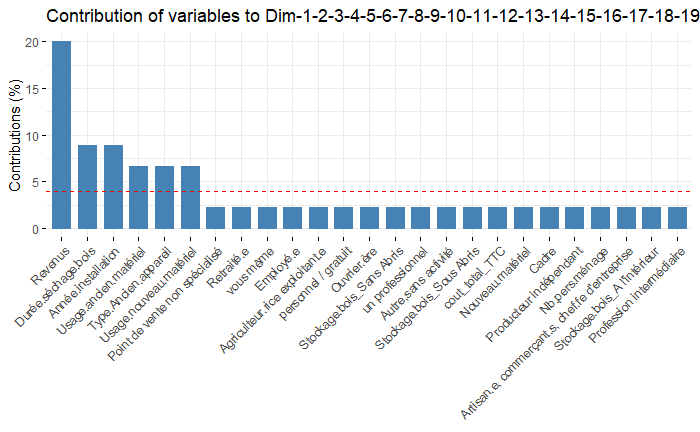 Contribution of variables to Dim-1-2-3-4-5-6-7-8-9-10-11-12-13-14-15-16-17-18-19
Contributions (%)
20
15
10
5
0
Revenus
Durée.séchage.bois
Année.Installation
Usage.ancien.matériel
Type.Ancien.appareil
Usage.nouveau.matériel
Point de vente non spécialisé
Retraité.e
vous même
Employé.e
Agriculteur.rice exploitant.e
personnel / gratuit
Ouvrier.ère
Stockage.bois_Sans Abris
un professionnel
Autre,sans activité
Stockage.bois_Sous Abris
cout_total_TTC
Nouveau.matériel
Cadre
Producteur indépendant
Nb.pers.ménage
Artisan.e, commerçant.s, chef.fe d'entreprise
Stockage.bois_A l'Intérieur
Profession Intermédiaire